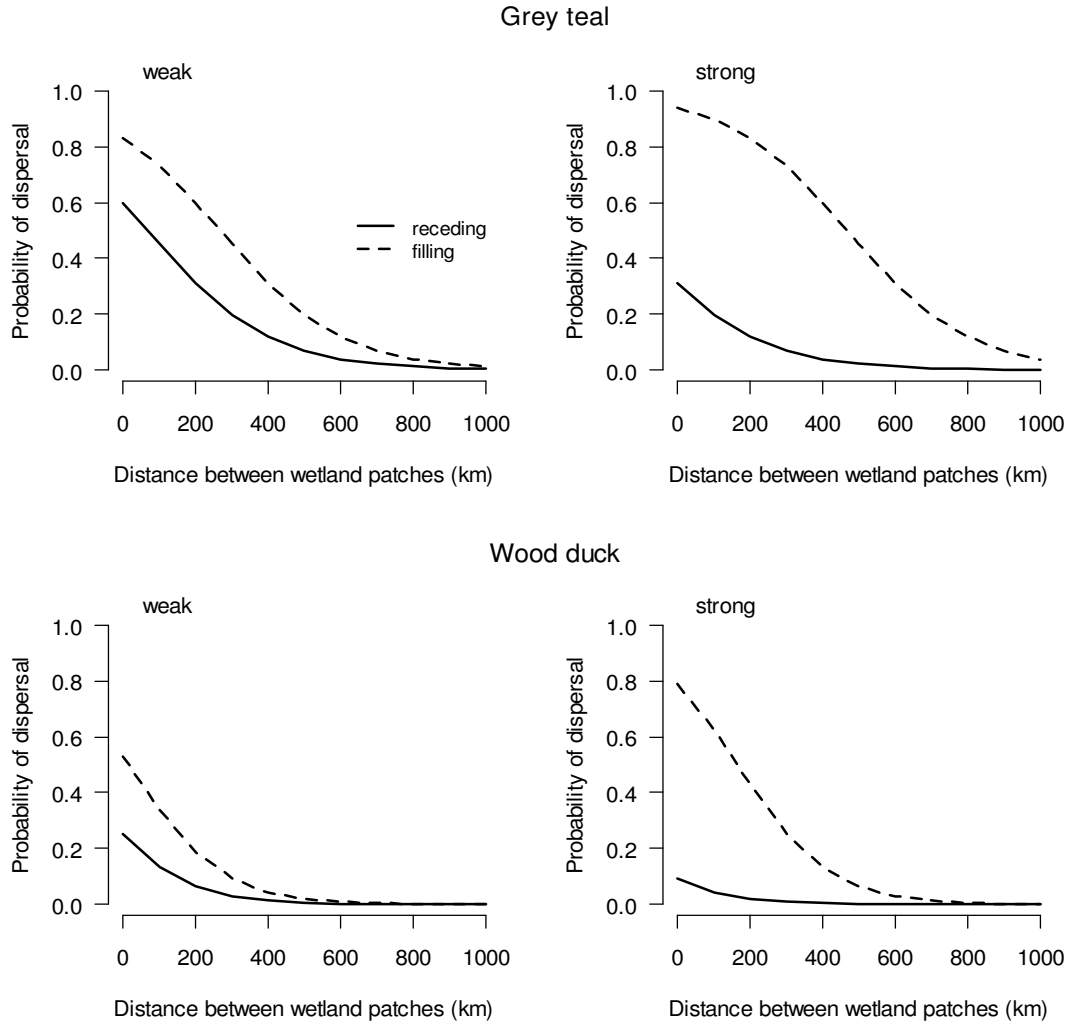 Grey teal
weak
strong
Probability of dispersal
1.0
0.8
0.6
0.4
0.2
0.0
receding
filling
0 200 400 600 800 1000
Distance between wetland patches (km)
Probability of dispersal
1.0
0.8
0.6
0.4
0.2
0.0
0 200 400 600 800 1000
Distance between wetland patches (km)
Wood duck
weak
strong
Probability of dispersal
1.0
0.8
0.6
0.4
0.2
0.0
0 200 400 600 800 1000
Distance between wetland patches (km)
Probability of dispersal
1.0
0.8
0.6
0.4
0.2
0.0
0 200 400 600 800 1000
Distance between wetland patches (km)